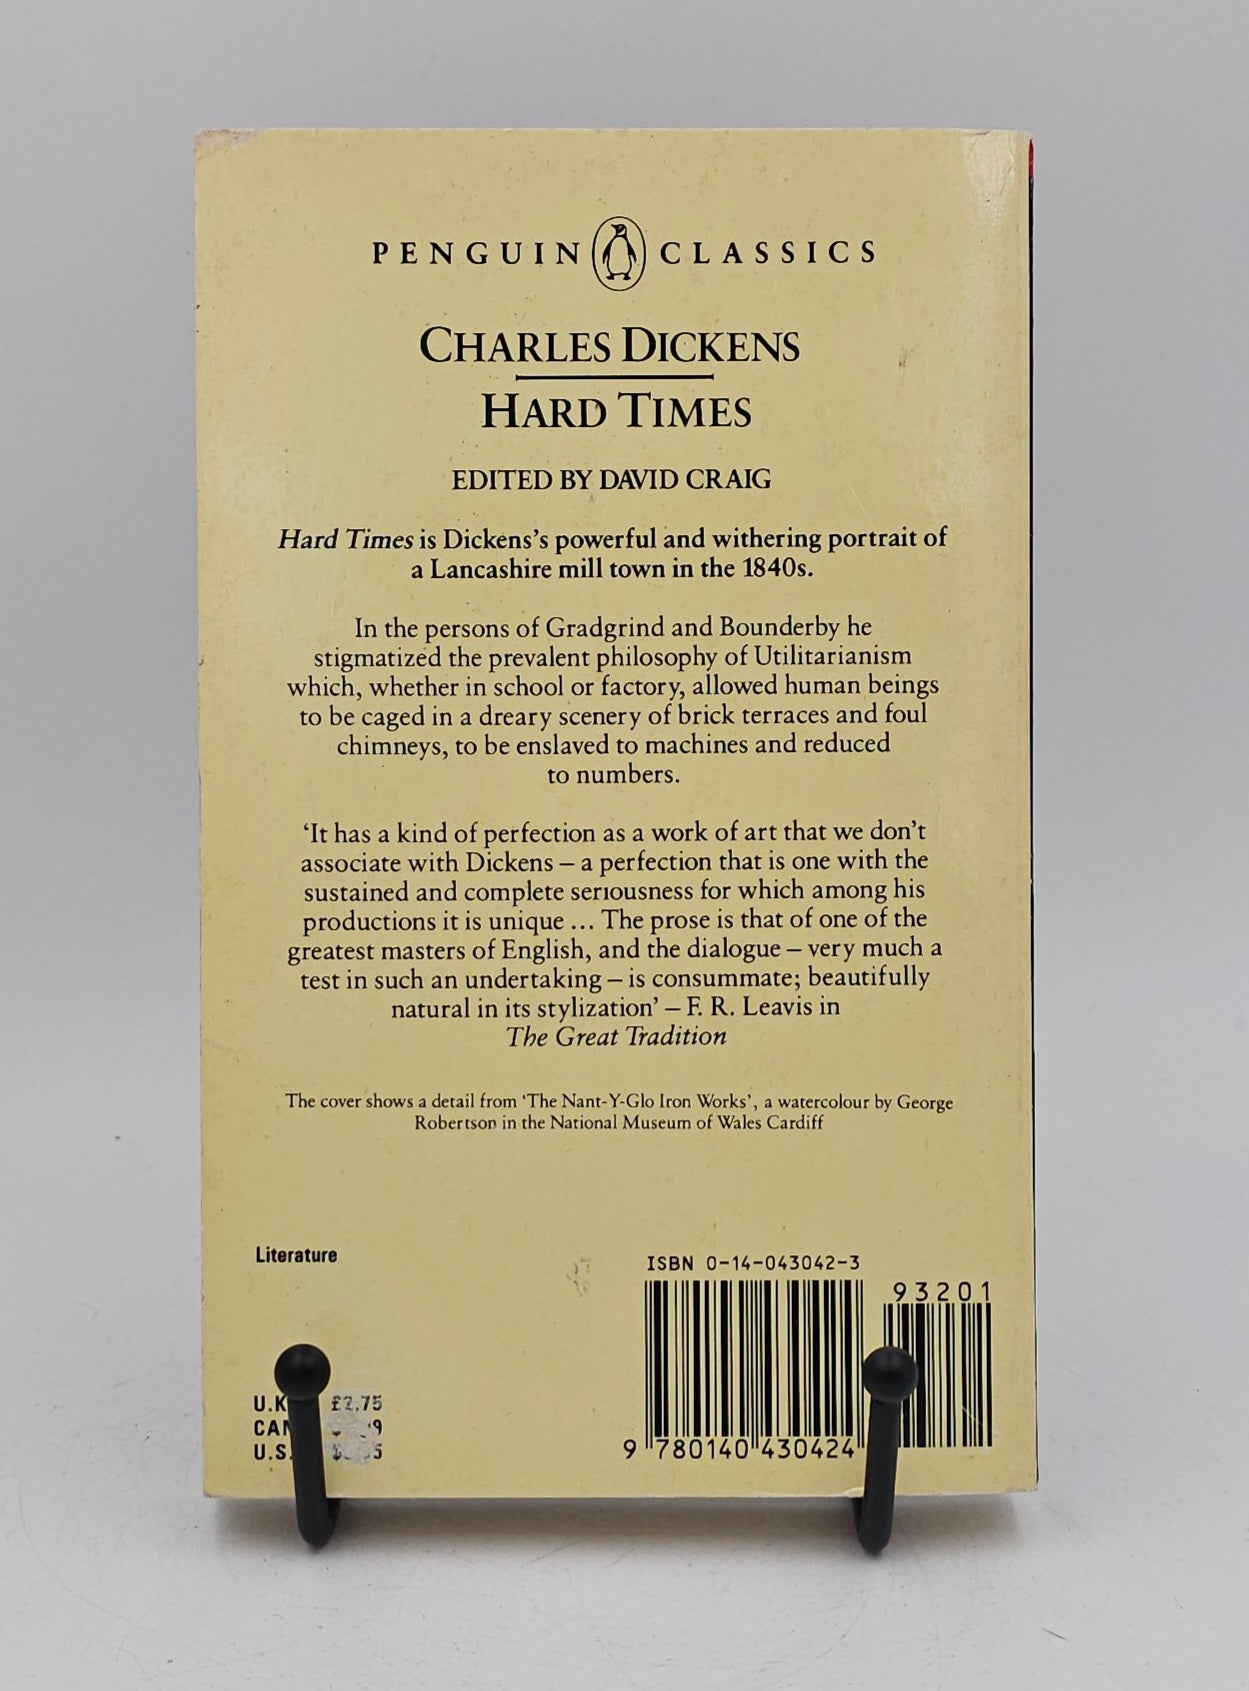 PENGUIN CLASSICS
CHARLES DICKENS
HARD TIMES
EDITED BY DAVID CRAIG
Hard Times is Dickens's powerful and withering portrait of
a Lancashire mill town in the 1840s.
In the persons of Gradgrind and Bounderby he
stigmatized the prevalent philosophy of Utilitarianism
which, whether in school or factory, allowed human beings
to be caged in a dreary scenery of brick terraces and foul
chimneys, to be enslaved to machines and reduced
to numbers.
‘It has a kind of perfection as a work of art that we don't
associate with Dickens – a perfection that is one with the
sustained and complete seriousness for which among his
productions it is unique ... The prose is that of one of the
greatest masters of English, and the dialogue – very much a
test in such an undertaking – is consummate; beautifully
natural in its stylization’ – F. R. Leavis in
The Great Tradition
The cover shows a detail from ‘The Nant-Y-Glo Iron Works’, a watercolour by George
Robertson in the National Museum of Wales Cardiff
Literature
ISBN 0-14-043042-3
93201
9 780140 430424
U.K. £2.75
CAN
U.S.